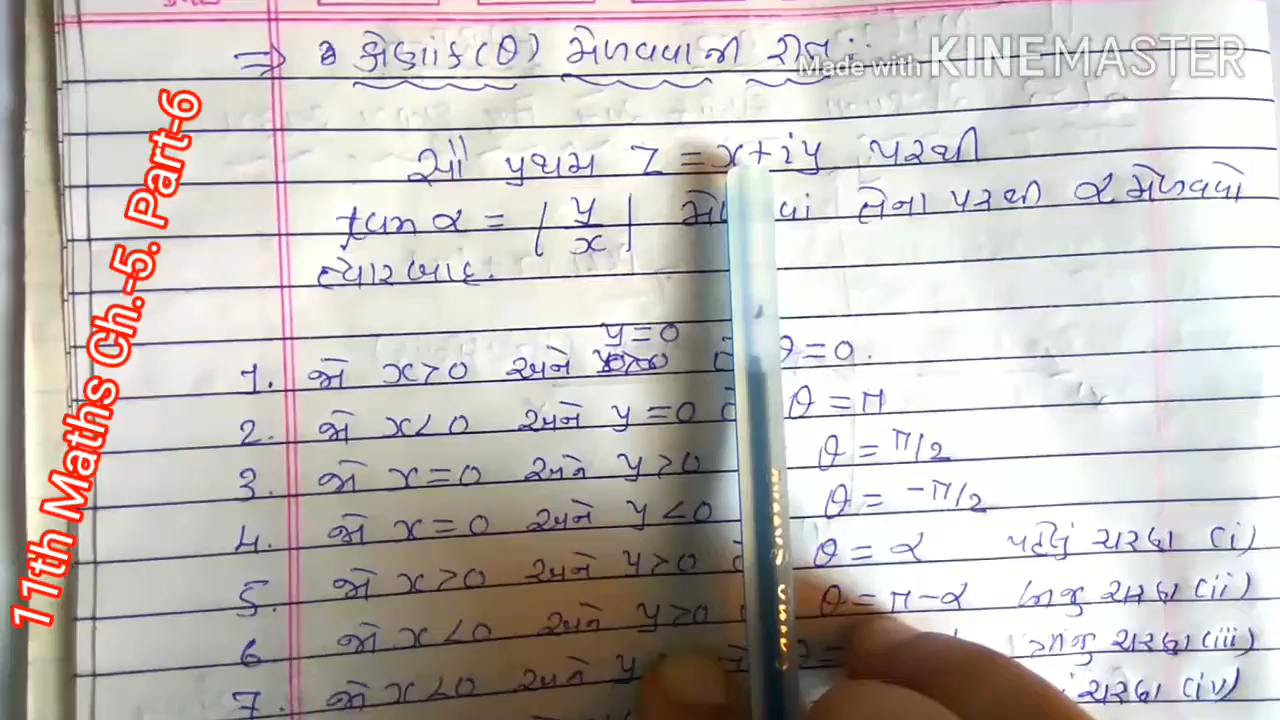 Made with KINEMASTER
11th Maths Ch.-5. Part-6
⇒ કોણાંક (θ) મેળવવાની રીત :
સૌ પ્રથમ z = x+iy પરથી
tan α = |y/x| તેના પરથી α મેળવવો
ત્યારબાદ.
y=0
1. જો x>0 અને θ=0.
2. જો x<0 અને y=0 θ=π
3. જો x=0 અને y>0 θ=π/2
4. જો x=0 અને y<0 θ=-π/2
5. જો x>0 અને y>0 θ=α પહેલું ચરણ (i)
6 જો x<0 અને y>0 θ=π-α બીજુ ચરણ (ii)
7. જો x<0 અને y ત્રીજુ ચરણ (iii)
ચરણ (iv)